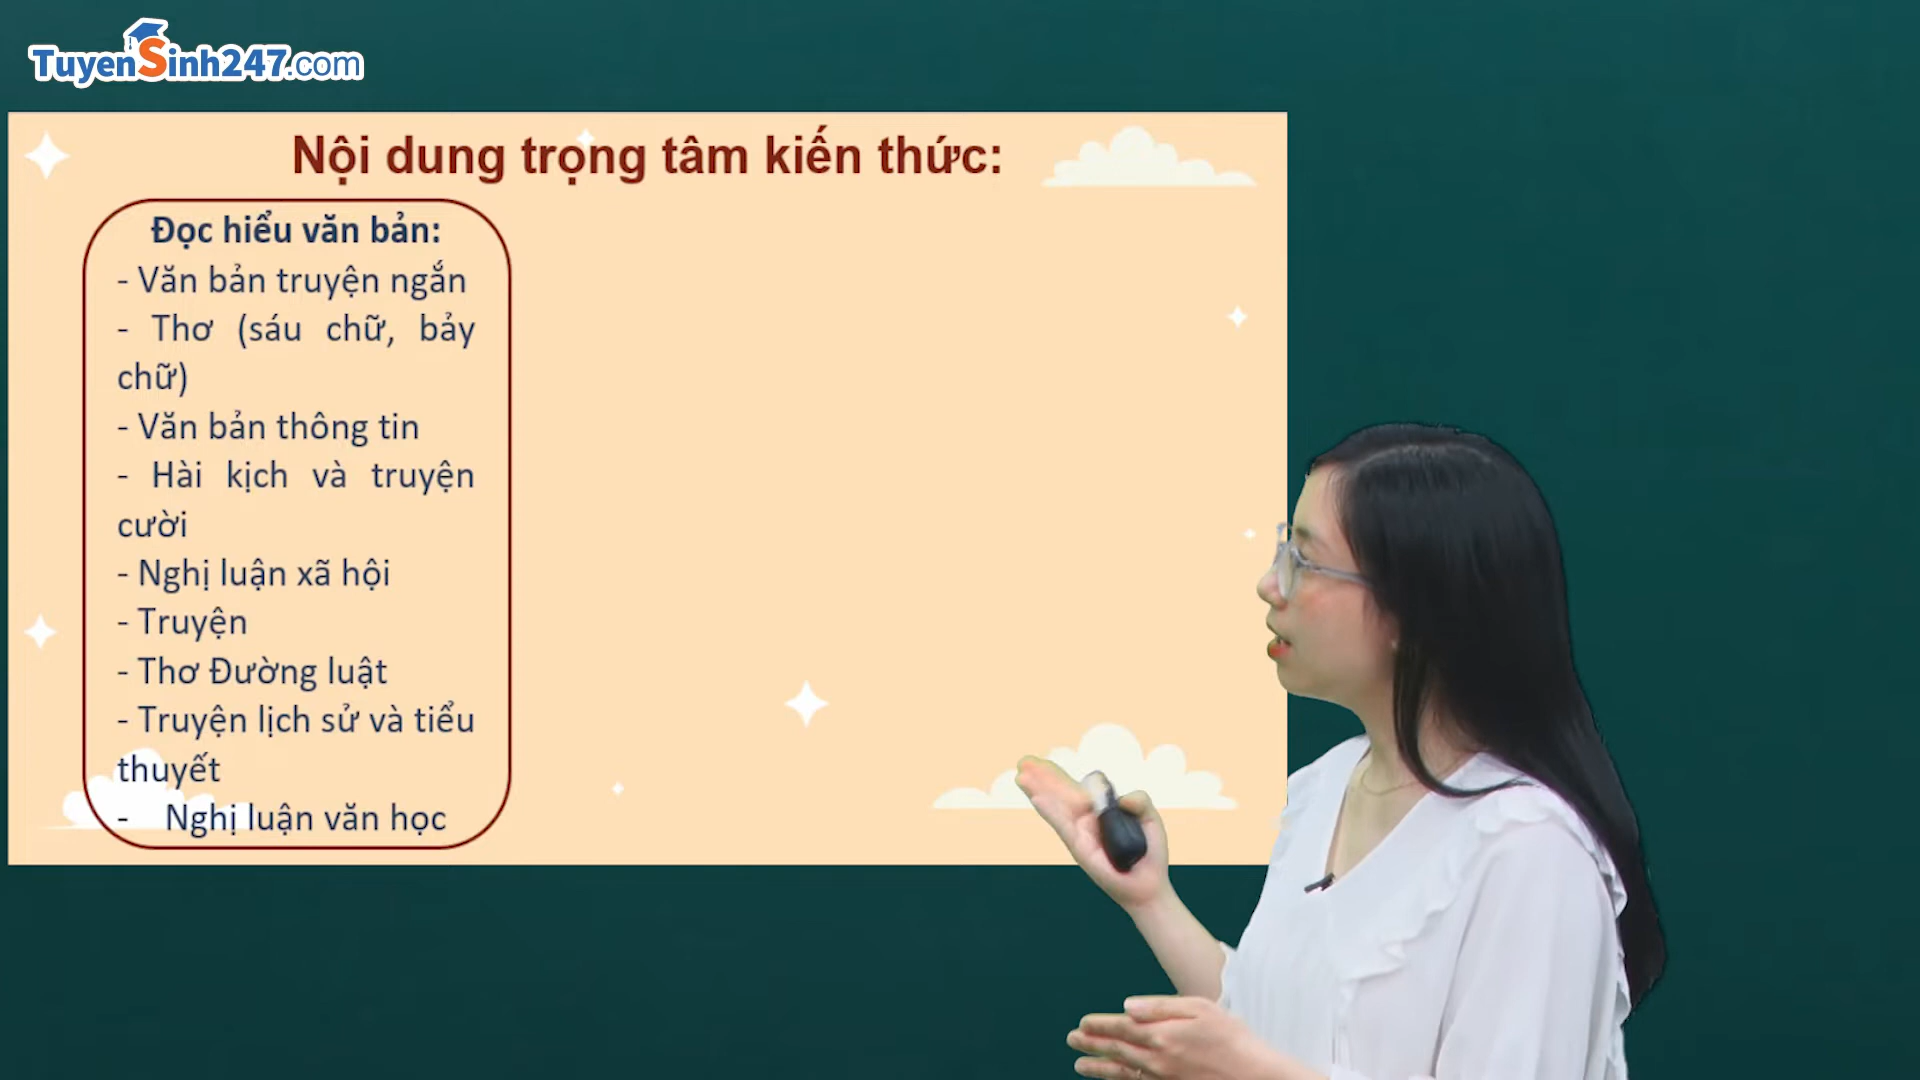 TuyenSinh247.com
Nội dung trọng tâm kiến thức:
Đọc hiểu văn bản:
- Văn bản truyện ngắn
- Thơ (sáu chữ, bảy
chữ)
- Văn bản thông tin
- Hài kịch và truyện
cười
- Nghị luận xã hội
- Truyện
- Thơ Đường luật
- Truyện lịch sử và tiểu
thuyết
- Nghị luận văn học